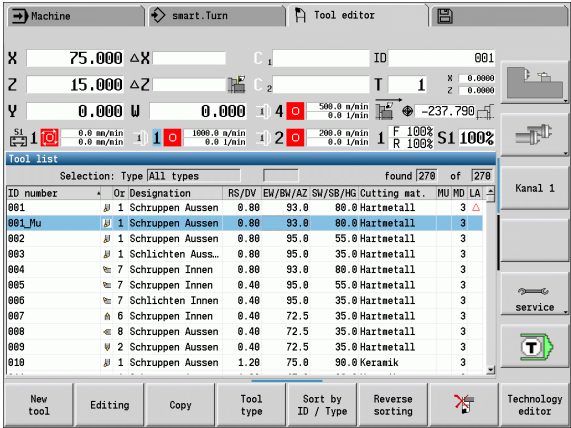 Machine smart.Turn Tool editor
X 75.000 ΔX C 1 ID 001
Z 15.000 ΔZ C 2 T 1 X 0.0000
Z 0.0000
Y 0.000 W 0.000 4 500.0 m/min -237.790
0.0 1/min
S1 1 0.0 mm/min 1 1000.0 m/min 2 200.0 m/min 1 F 100% S1 100%
0.0 mm/min 0.0 1/min 0.0 1/min R 100%
Tool list
Selection: Type All types found 270 of 270
ID number Or Designation RS/DV EW/BW/AZ SW/SB/HG Cutting mat. MU MD LA
001 1 Schruppen Aussen 0.80 93.0 80.0 Hartmetall 3
001_Mu 1 Schruppen Aussen 0.80 93.0 80.0 Hartmetall 3
002 1 Schruppen Aussen 0.80 95.0 55.0 Hartmetall 3
003 1 Schlichten Auss… 0.80 95.0 35.0 Hartmetall 3
004 7 Schruppen Innen 0.80 93.0 80.0 Hartmetall 3
005 7 Schruppen Innen 0.40 95.0 55.0 Hartmetall 3
006 7 Schlichten Innen 0.40 95.0 35.0 Hartmetall 3
007 6 Schruppen Innen 0.40 72.5 35.0 Hartmetall 3
008 8 Schruppen Aussen 0.40 72.5 35.0 Hartmetall 3
009 2 Schruppen Aussen 0.40 72.5 35.0 Hartmetall 3
010 1 Schruppen Aussen 1.20 75.0 90.0 Keramik 3
Kanal 1
service
T
New tool
Editing
Copy
Tool type
Sort by ID / Type
Reverse sorting
Technology editor